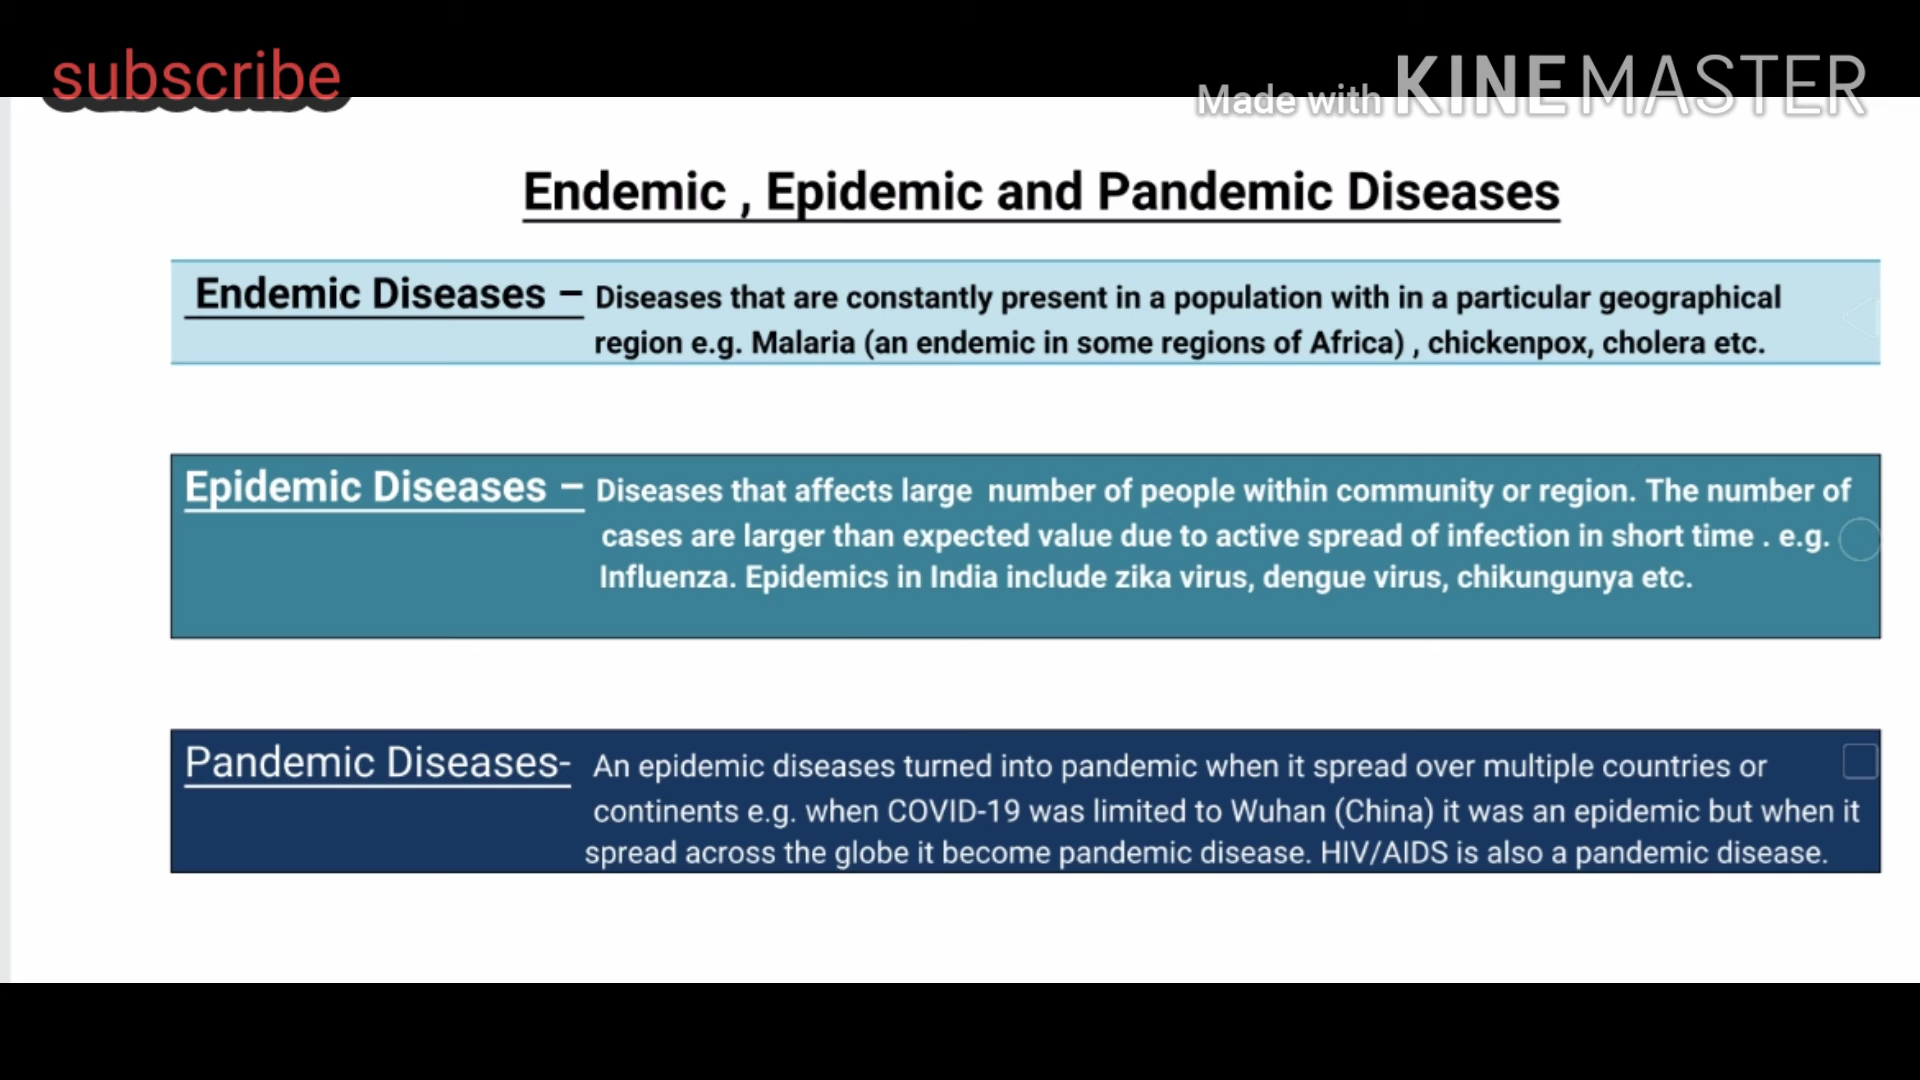 subscribe
Made with KINEMASTER
Endemic , Epidemic and Pandemic Diseases
Endemic Diseases – Diseases that are constantly present in a population with in a particular geographical
region e.g. Malaria (an endemic in some regions of Africa) , chickenpox, cholera etc.
Epidemic Diseases – Diseases that affects large number of people within community or region. The number of
cases are larger than expected value due to active spread of infection in short time . e.g.
Influenza. Epidemics in India include zika virus, dengue virus, chikungunya etc.
Pandemic Diseases- An epidemic diseases turned into pandemic when it spread over multiple countries or
continents e.g. when COVID-19 was limited to Wuhan (China) it was an epidemic but when it
spread across the globe it become pandemic disease. HIV/AIDS is also a pandemic disease.